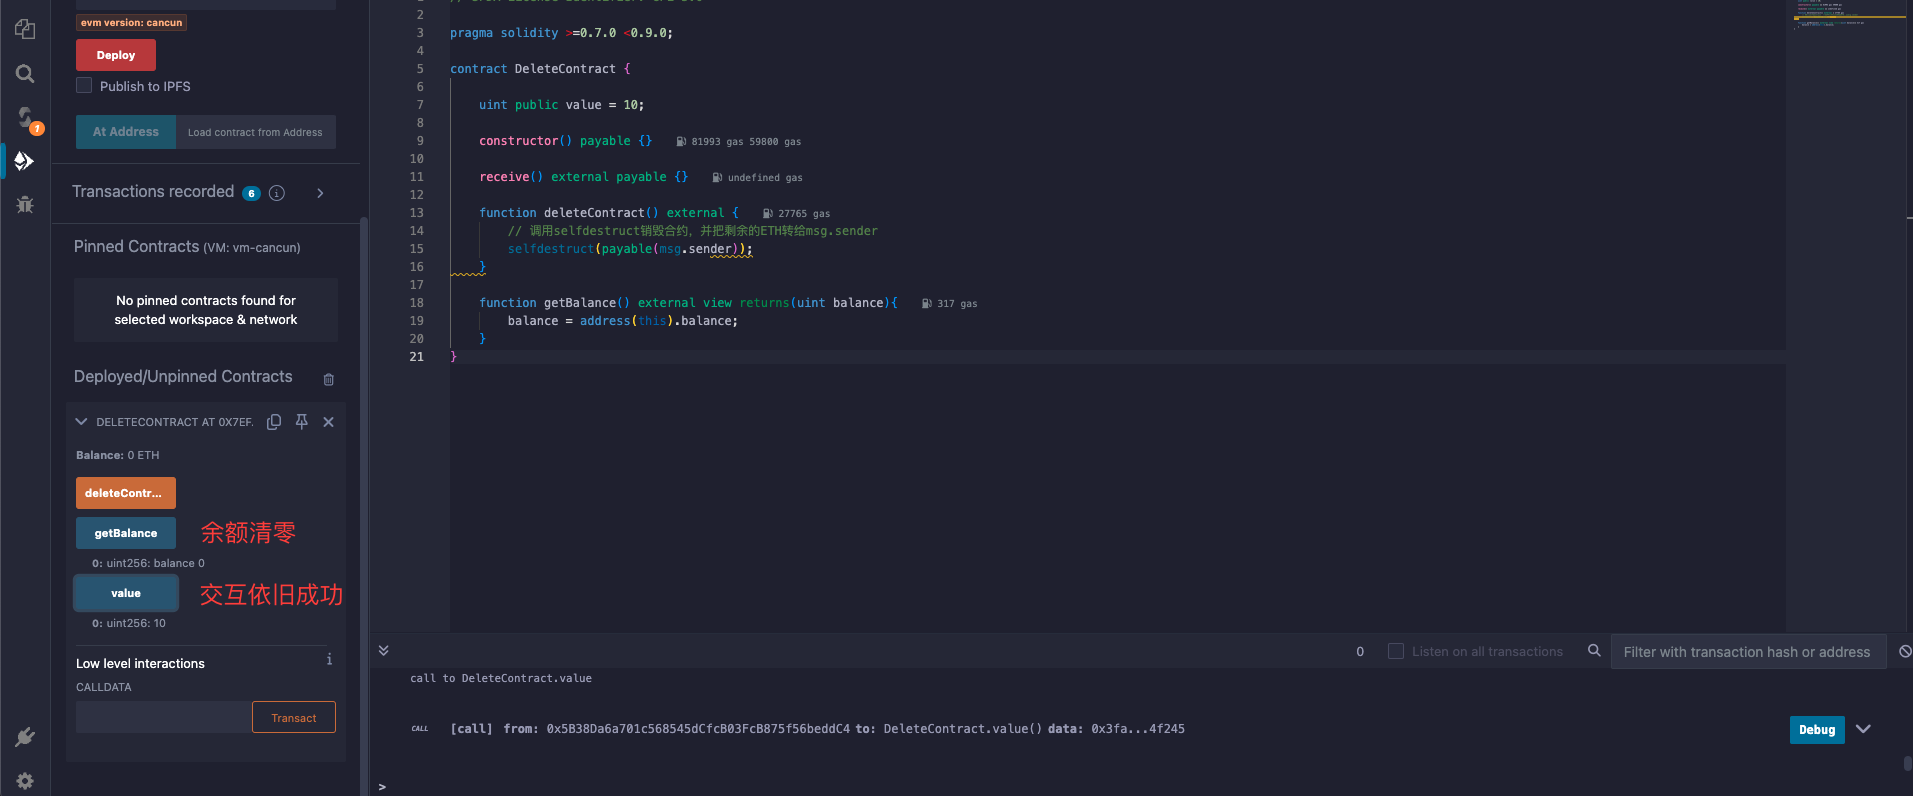 evm version: cancun
Deploy
Publish to IPFS
At Address
Load contract from Address
Transactions recorded 6
Pinned Contracts (VM: vm-cancun)
No pinned contracts found for
selected workspace & network
Deployed/Unpinned Contracts
DELETECONTRACT AT 0X7EF.
Balance: 0 ETH
deleteContr...
getBalance 余额清零
0: uint256: balance 0
value 交互依旧成功
0: uint256: 10
Low level interactions
CALLDATA
Transact
1
2
3 pragma solidity >=0.7.0 <0.9.0;
4
5 contract DeleteContract {
6
7 uint public value = 10;
8
9 constructor() payable {} 81993 gas 59800 gas
10
11 receive() external payable {} undefined gas
12
13 function deleteContract() external { 27765 gas
14 // 调用selfdestruct销毁合约，并把剩余的ETH转给msg.sender
15 selfdestruct(payable(msg.sender));
16 }
17
18 function getBalance() external view returns(uint balance){ 317 gas
19 balance = address(this).balance;
20 }
21 }
0 Listen on all transactions Filter with transaction hash or address
call to DeleteContract.value
CALL [call] from: 0x5B38Da6a701c568545dCfcB03FcB875f56beddC4 to: DeleteContract.value() data: 0x3fa...4f245 Debug
>